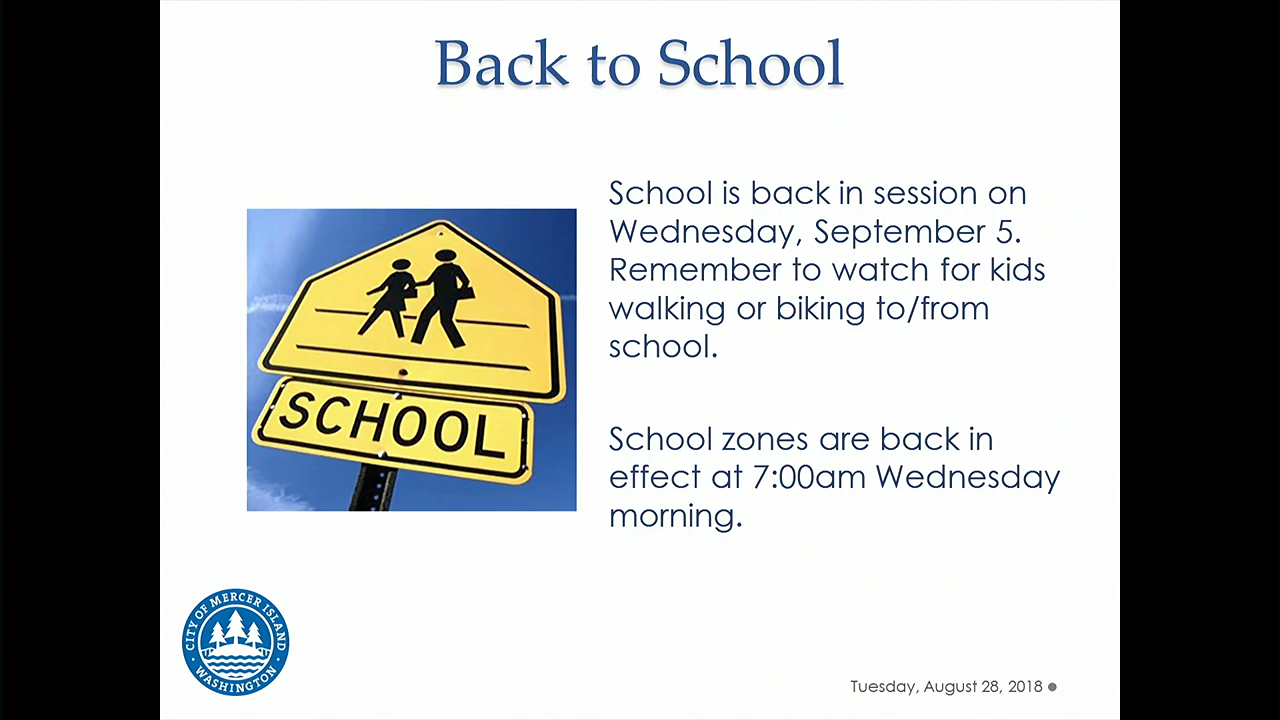 Back to School
School is back in session on
Wednesday, September 5.
Remember to watch for kids
walking or biking to/from
school.
School zones are back in
effect at 7:00am Wednesday
morning.
SCHOOL
CITY OF MERCER ISLAND
WASHINGTON
Tuesday, August 28, 2018